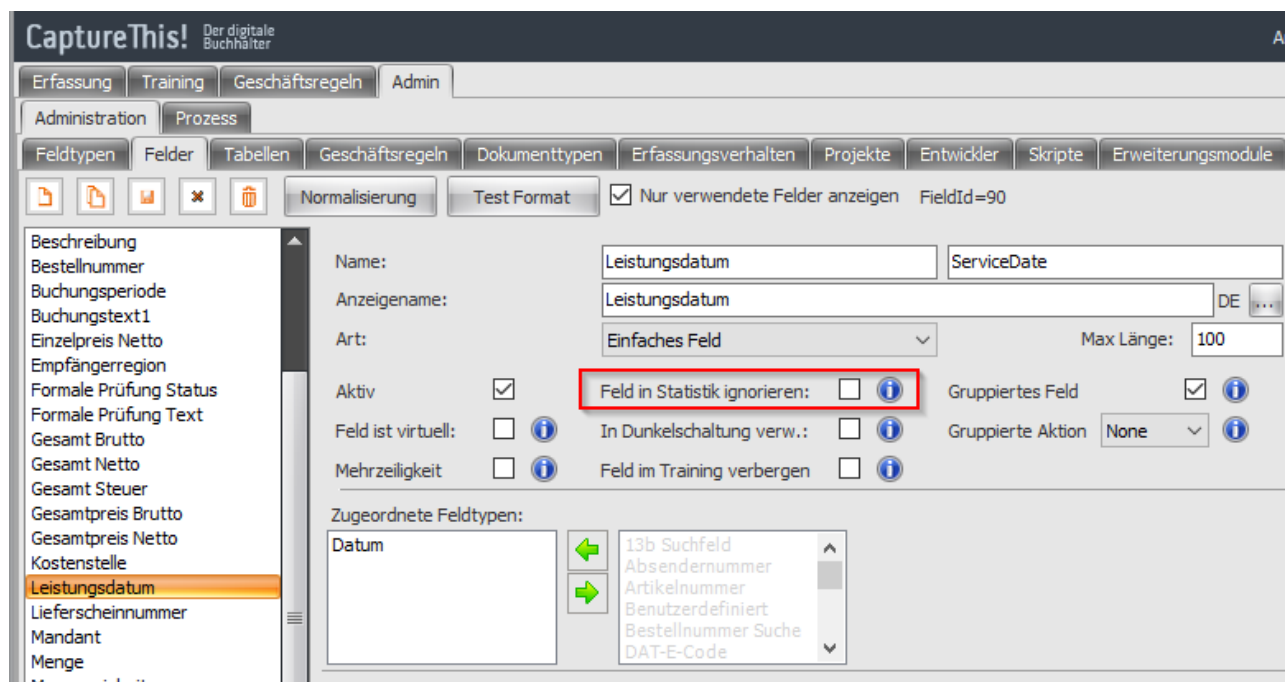 CaptureThis! Der digitale
Buchhalter
Erfassung Training Geschäftsregeln Admin
Administration Prozess
Feldtypen Felder Tabellen Geschäftsregeln Dokumenttypen Erfassungsverhalten Projekte Entwickler Skripte Erweiterungsmodule
Normalisierung Test Format Nur verwendete Felder anzeigen FieldId=90
Beschreibung
Bestellnummer
Buchungsperiode
Buchungstext1
Einzelpreis Netto
Empfängerregion
Formale Prüfung Status
Formale Prüfung Text
Gesamt Brutto
Gesamt Netto
Gesamt Steuer
Gesamtpreis Brutto
Gesamtpreis Netto
Kostenstelle
Leistungsdatum
Lieferscheinnummer
Mandant
Menge
Name: Leistungsdatum ServiceDate
Anzeigename: Leistungsdatum DE ...
Art: Einfaches Feld Max Länge: 100
Aktiv Feld in Statistik ignorieren: Gruppiertes Feld
Feld ist virtuell: In Dunkelschaltung verw.: Gruppierte Aktion None
Mehrzeiligkeit Feld im Training verbergen
Zugeordnete Feldtypen:
Datum
13b Suchfeld
Absendernummer
Artikelnummer
Benutzerdefiniert
Bestellnummer Suche
DAT-E-Code